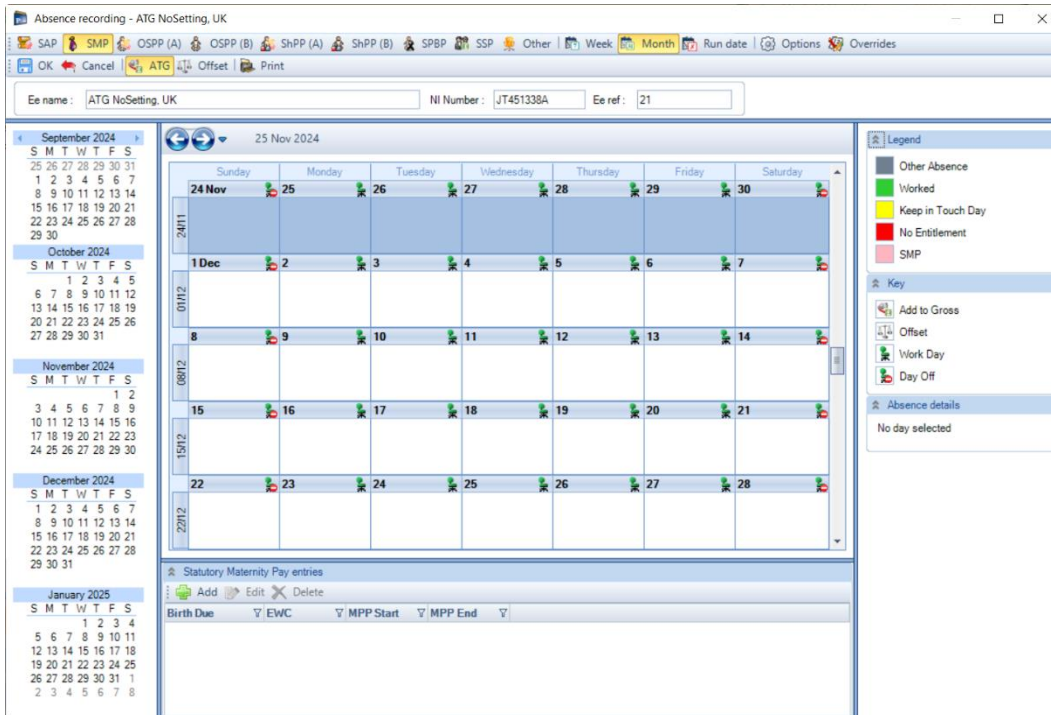 Absence recording - ATG NoSetting, UK
SAP SMP OSPP (A) OSPP (B) ShPP (A) ShPP (B) SPBP SSP Other Week Month Run date Options Overrides
OK Cancel ATG Offset Print
Ee name : ATG NoSetting, UK NI Number : JT451338A Ee ref : 21
September 2024
S M T W T F S
25 26 27 28 29 30 31
1 2 3 4 5 6 7
8 9 10 11 12 13 14
15 16 17 18 19 20 21
22 23 24 25 26 27 28
29 30
October 2024
S M T W T F S
1 2 3 4 5
6 7 8 9 10 11 12
13 14 15 16 17 18 19
20 21 22 23 24 25 26
27 28 29 30 31
November 2024
S M T W T F S
1 2
3 4 5 6 7 8 9
10 11 12 13 14 15 16
17 18 19 20 21 22 23
24 25 26 27 28 29 30
December 2024
S M T W T F S
1 2 3 4 5 6 7
8 9 10 11 12 13 14
15 16 17 18 19 20 21
22 23 24 25 26 27 28
29 30 31
January 2025
S M T W T F S
1 2 3 4
5 6 7 8 9 10 11
12 13 14 15 16 17 18
19 20 21 22 23 24 25
26 27 28 29 30 31 1
2 3 4 5 6 7 8
25 Nov 2024
Sunday Monday Tuesday Wednesday Thursday Friday Saturday
24 Nov 25 26 27 28 29 30
24/11
1 Dec 2 3 4 5 6 7
01/12
8 9 10 11 12 13 14
08/12
15 16 17 18 19 20 21
15/12
22 23 24 25 26 27 28
22/12
Statutory Maternity Pay entries
Add Edit Delete
Birth Due EWC MPP Start MPP End
Legend
Other Absence
Worked
Keep in Touch Day
No Entitlement
SMP
Key
Add to Gross
Offset
Work Day
Day Off
Absence details
No day selected